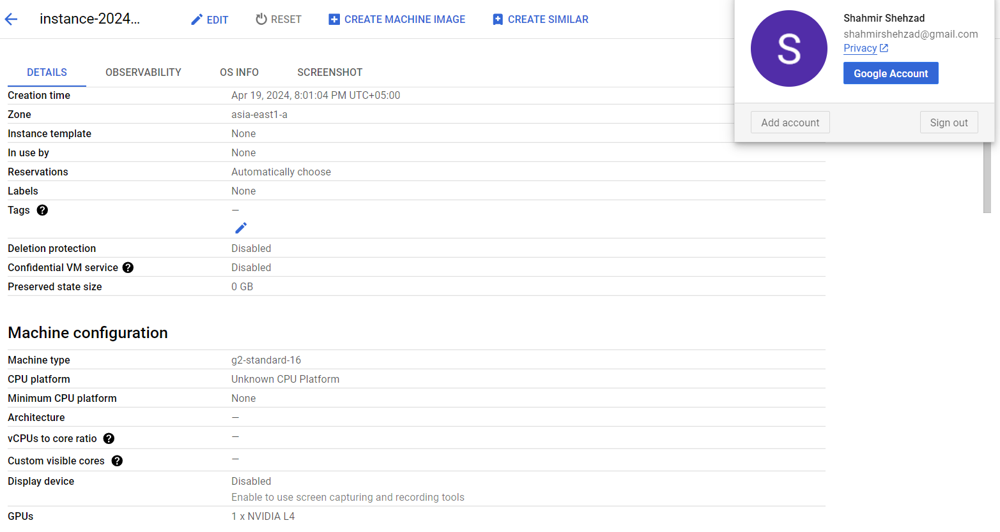 instance-2024...
EDIT
RESET
CREATE MACHINE IMAGE
CREATE SIMILAR
S
Shahmir Shehzad
shahmirshehzad@gmail.com
Privacy
Google Account
Add account
Sign out
DETAILS
OBSERVABILITY
OS INFO
SCREENSHOT
Creation time Apr 19, 2024, 8:01:04 PM UTC+05:00
Zone asia-east1-a
Instance template None
In use by None
Reservations Automatically choose
Labels None
Tags ? —
Deletion protection Disabled
Confidential VM service ? Disabled
Preserved state size 0 GB
Machine configuration
Machine type g2-standard-16
CPU platform Unknown CPU Platform
Minimum CPU platform None
Architecture —
vCPUs to core ratio ? —
Custom visible cores ? —
Display device Disabled
Enable to use screen capturing and recording tools
GPUs 1 x NVIDIA L4